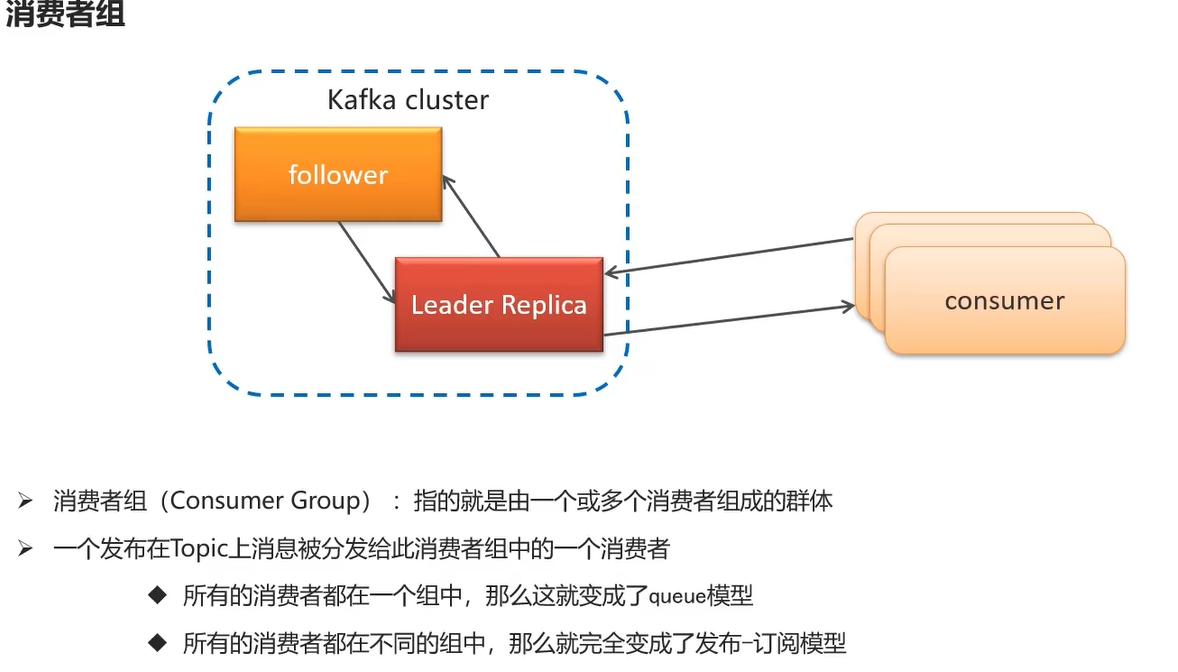 消费者组
Kafka cluster
follower
Leader Replica
consumer
消费者组（Consumer Group）：指的就是由一个或多个消费者组成的群体
一个发布在Topic上消息被分发给此消费者组中的一个消费者
所有的消费者都在一个组中，那么这就变成了queue模型
所有的消费者都在不同的组中，那么就完全变成了发布-订阅模型